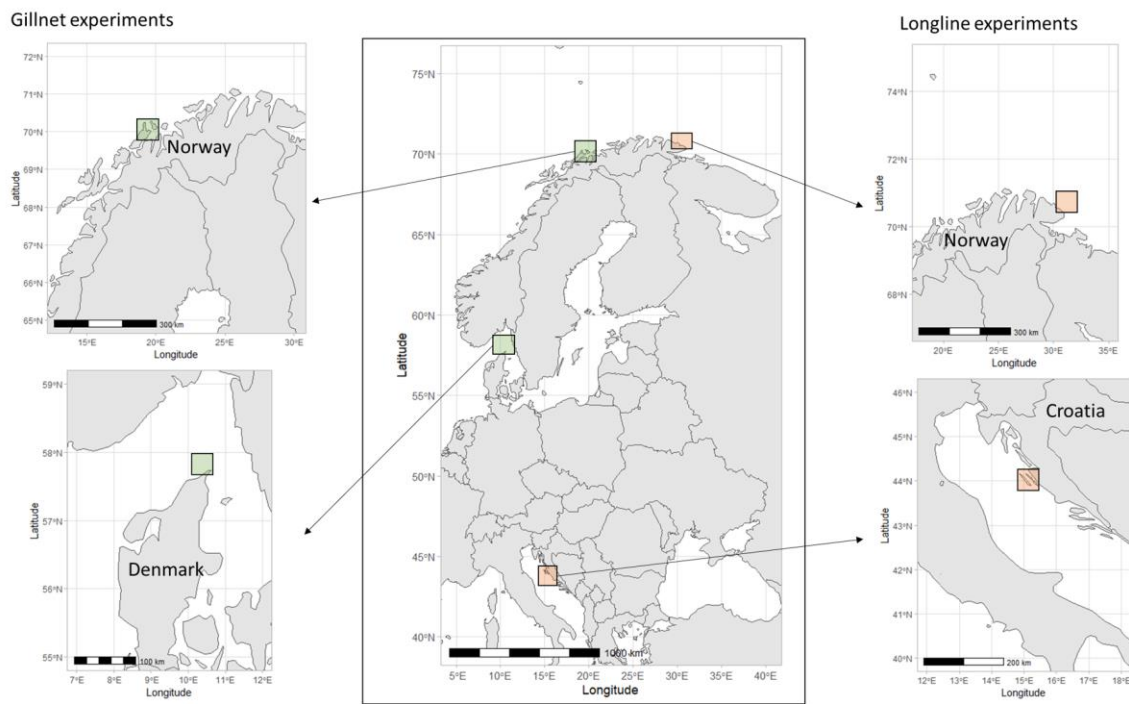 Gillnet experiments
Longline experiments
72°N
71°N
70°N
69°N
68°N
67°N
66°N
65°N
Latitude
Norway
300 km
15°E 20°E 25°E 30°E
Longitude
59°N
58°N
57°N
56°N
55°N
Latitude
Denmark
100 km
7°E 8°E 9°E 10°E 11°E 12°E
Longitude
75°N
70°N
65°N
60°N
55°N
50°N
45°N
40°N
Latitude
1000 km
5°E 10°E 15°E 20°E 25°E 30°E 35°E 40°E
Longitude
74°N
72°N
70°N
68°N
Latitude
Norway
300 km
20°E 25°E 30°E 35°E
Longitude
46°N
45°N
44°N
43°N
42°N
41°N
40°N
Latitude
Croatia
200 km
12°E 13°E 14°E 15°E 16°E 17°E 18°E
Longitude